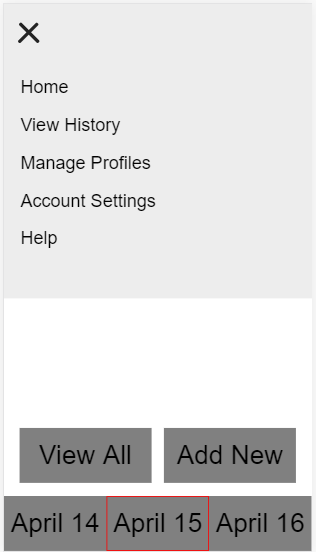 Home
View History
Manage Profiles
Account Settings
Help
View All Add New
April 14 April 15 April 16